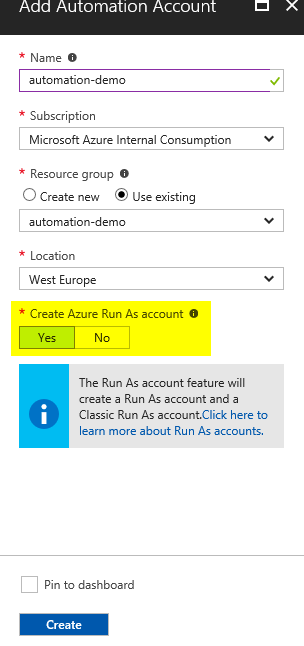 Add Automation Account
* Name
automation-demo
* Subscription
Microsoft Azure Internal Consumption
* Resource group
Create new Use existing
automation-demo
* Location
West Europe
* Create Azure Run As account
Yes No
The Run As account feature will
create a Run As account and a
Classic Run As account.Click here to
learn more about Run As accounts.
Pin to dashboard
Create